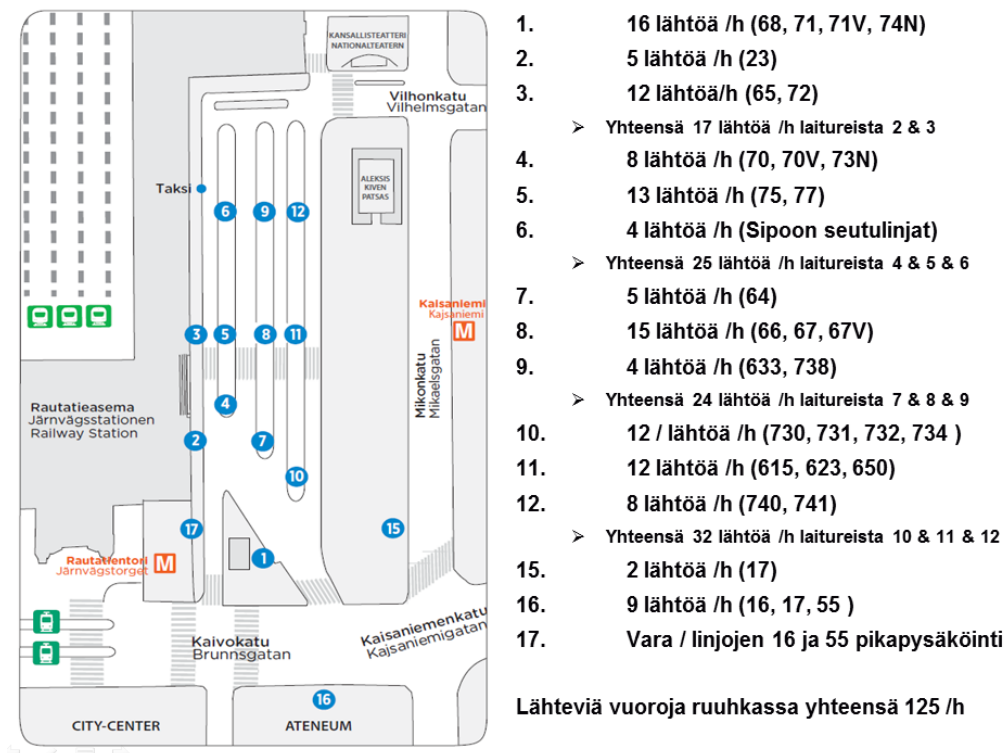 KANSALLISTEATTERI
NATIONALTEATERN
Vilhonkatu
Vilhelmsgatan
Taksi
ALEKSIS
KIVEN
PATSAS
6
9
12
Kaisaniemi
Kajsaniemi
M
3
5
8
11
Mikonkatu
Mikaelsgatan
4
Rautatieasema
Järnvägsstationen
Railway Station
2
7
10
17
15
1
Rautatientori
Järnvägstorget
M
Kaivokatu
Brunnsgatan
Kaisaniemenkatu
Kajsaniemigatan
16
CITY-CENTER
ATENEUM
1. 16 lähtöä /h (68, 71, 71V, 74N)
2. 5 lähtöä /h (23)
3. 12 lähtöä/h (65, 72)
➢ Yhteensä 17 lähtöä /h laitureista 2 & 3
4. 8 lähtöä /h (70, 70V, 73N)
5. 13 lähtöä /h (75, 77)
6. 4 lähtöä /h (Sipoon seutulinjat)
➢ Yhteensä 25 lähtöä /h laitureista 4 & 5 & 6
7. 5 lähtöä /h (64)
8. 15 lähtöä /h (66, 67, 67V)
9. 4 lähtöä /h (633, 738)
➢ Yhteensä 24 lähtöä /h laitureista 7 & 8 & 9
10. 12 / lähtöä /h (730, 731, 732, 734 )
11. 12 lähtöä /h (615, 623, 650)
12. 8 lähtöä /h (740, 741)
➢ Yhteensä 32 lähtöä /h laitureista 10 & 11 & 12
15. 2 lähtöä /h (17)
16. 9 lähtöä /h (16, 17, 55 )
17. Vara / linjojen 16 ja 55 pikapysäköinti
Lähteviä vuoroja ruuhkassa yhteensä 125 /h